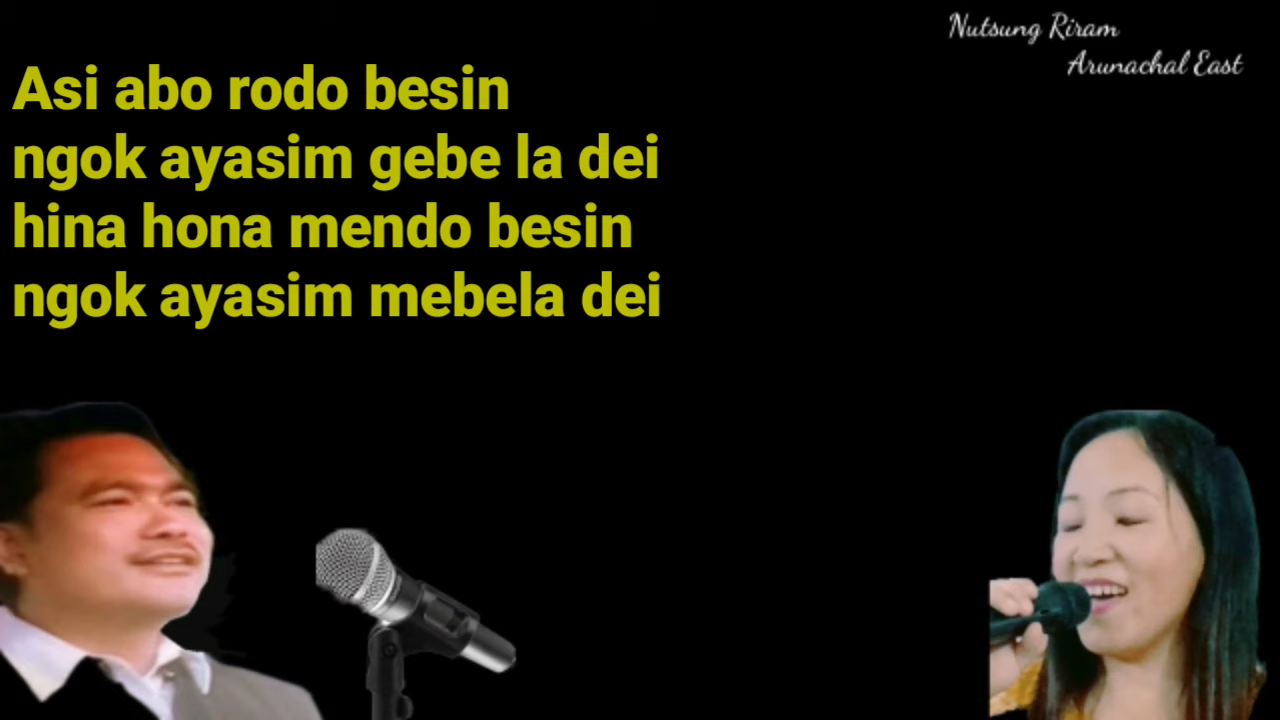 Nutsung Riram
Arunachal East
Asi abo rodo besin
ngok ayasim gebe la dei
hina hona mendo besin
ngok ayasim mebela dei